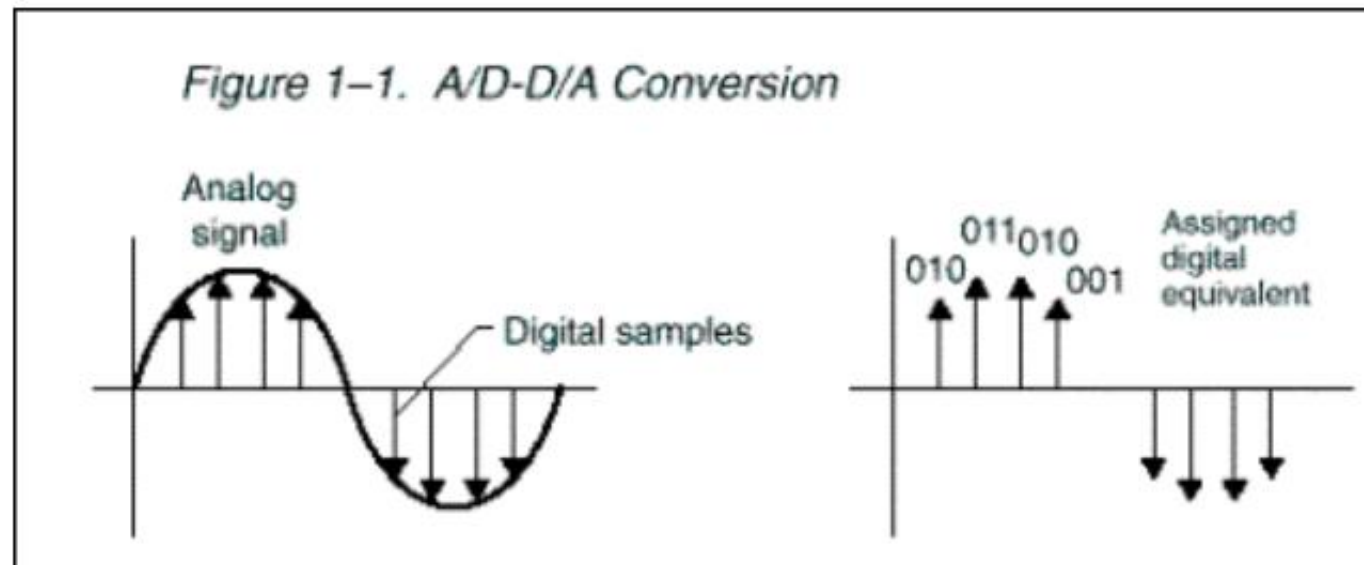 Figure 1–1. A/D-D/A Conversion
Analog
signal
Digital samples
010
011
010
001
Assigned
digital
equivalent